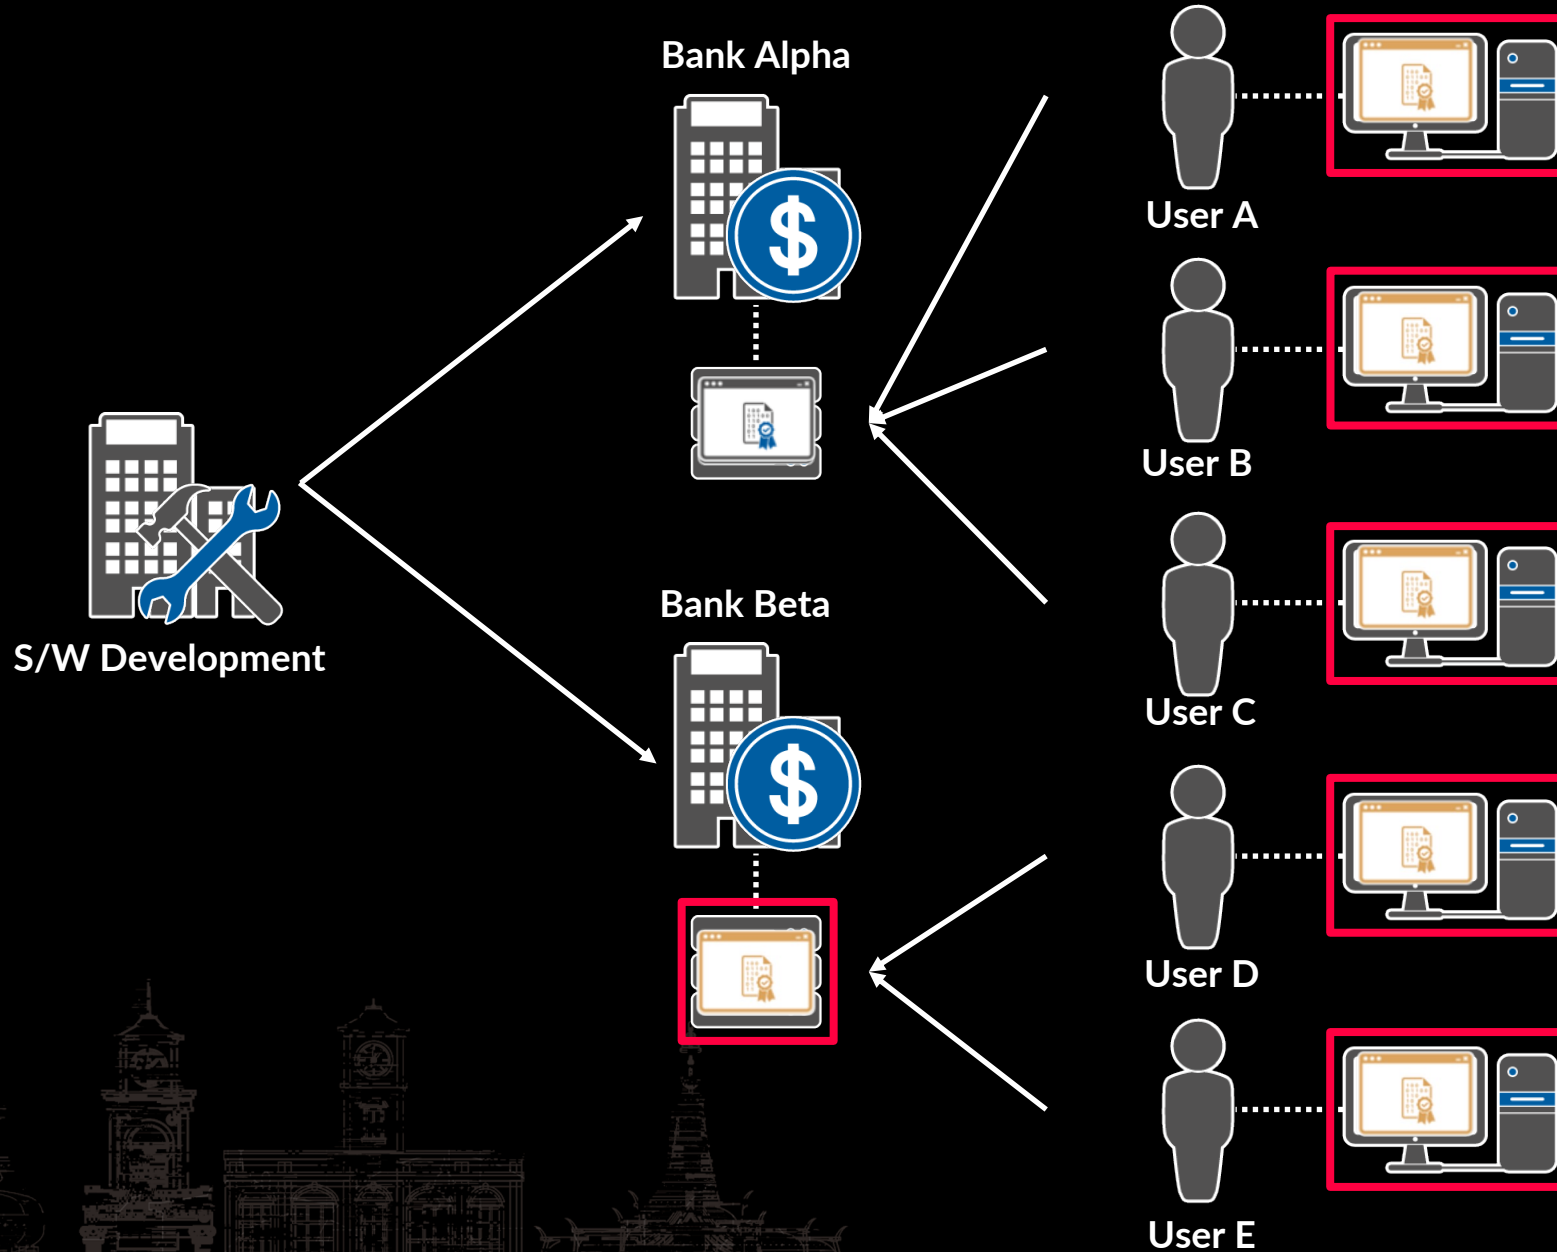 Bank Alpha
$
User A
User B
S/W Development
Bank Beta
$
User C
User D
User E